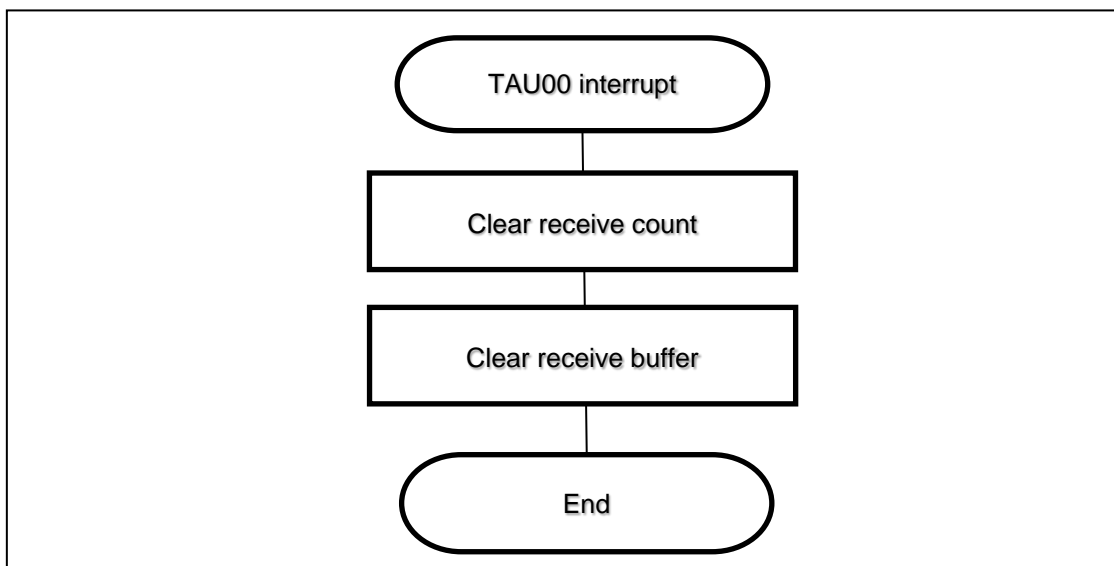 TAU00 interrupt
Clear receive count
Clear receive buffer
End